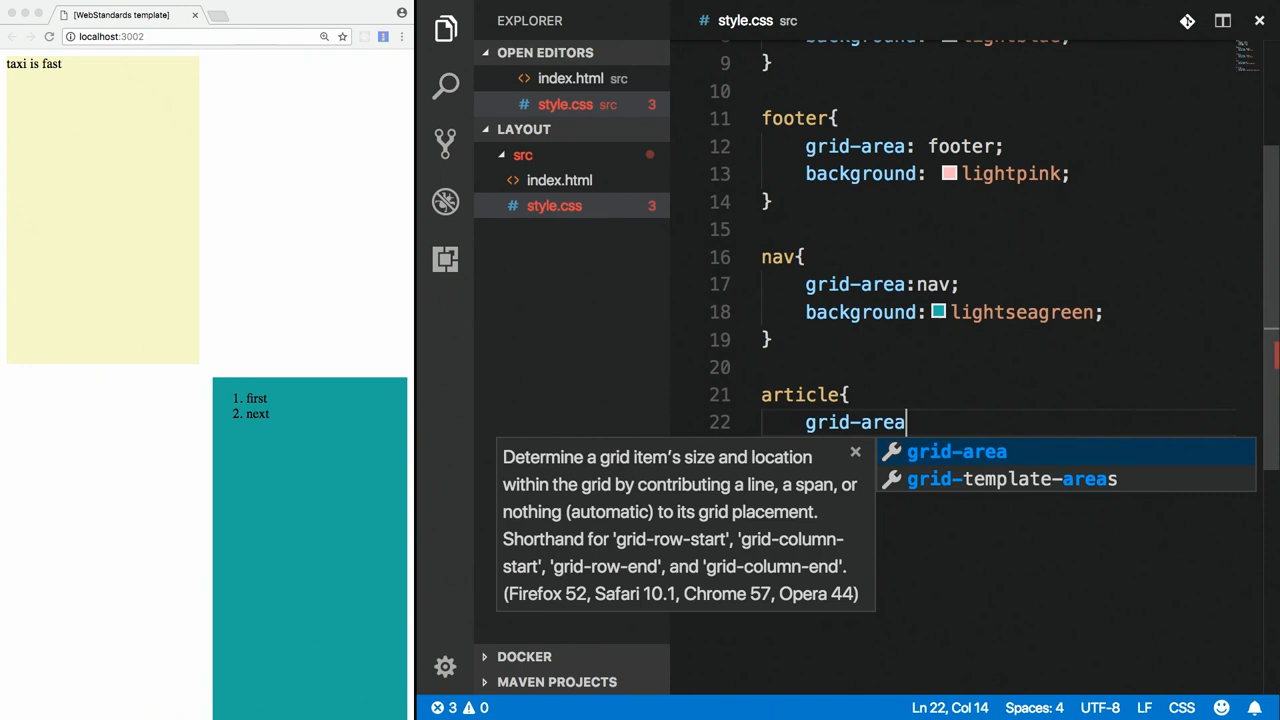 [WebStandards template]
localhost:3002
taxi is fast
1. first
2. next
EXPLORER
OPEN EDITORS
index.html src
style.css src 3
LAYOUT
src
index.html
style.css 3
DOCKER
MAVEN PROJECTS
style.css src
8 background: lightblue;
9 }
10
11 footer{
12 grid-area: footer;
13 background: lightpink;
14 }
15
16 nav{
17 grid-area:nav;
18 background: lightseagreen;
19 }
20
21 article{
22 grid-area
grid-area
grid-template-areas
Determine a grid item's size and location
within the grid by contributing a line, a span, or
nothing (automatic) to its grid placement.
Shorthand for 'grid-row-start', 'grid-column-
start', 'grid-row-end', and 'grid-column-end'.
(Firefox 52, Safari 10.1, Chrome 57, Opera 44)
3 0
Ln 22, Col 14 Spaces: 4 UTF-8 LF CSS